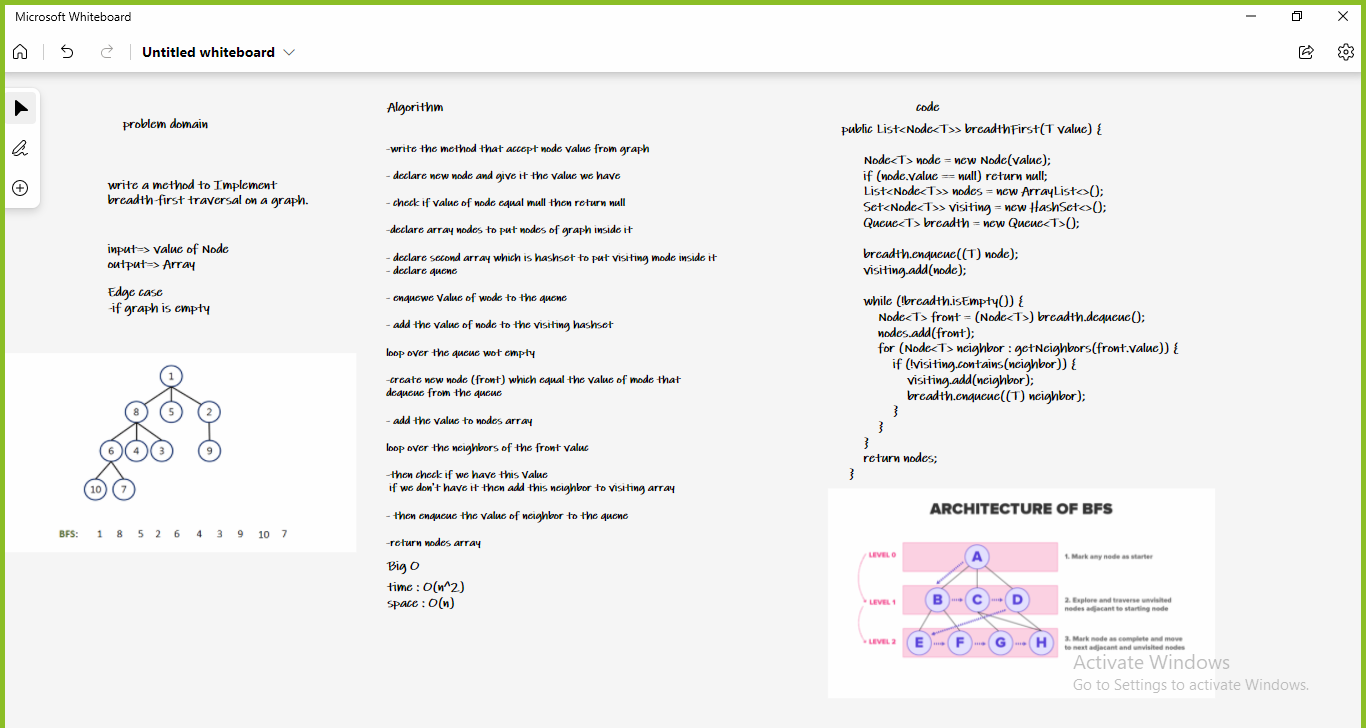 Microsoft Whiteboard
Untitled whiteboard
problem domain
write a method to Implement
breadth-first traversal on a graph.
input=> value of Node
output=> Array
Edge case
-if graph is empty
1
8 5 2
6 4 3 9
10 7
BFS: 1 8 5 2 6 4 3 9 10 7
Algorithm
-write the method that accept node value from graph
- declare new node and give it the value we have
- check if value of node equal mull then return null
-declare array nodes to put nodes of graph inside it
- declare second array which is hashset to put visiting mode inside it
- declare quene
- enquewe Value of wode to the quene
- add the value of node to the visiting hashset
loop over the queue wot empty
-create new node (front) which equal the value of mode that
dequeue from the queue
- add the value to nodes array
loop over the neighbors of the front value
-then check if we have this Value
if we don't have it then add this neighbor to visiting array
- then enqueue the value of neighbor to the quene
-return nodes array
Big O
time : O(n^2)
space : O(n)
code
public List<Node<T>> breadthFirst(T value) {
Node<T> node = new Node(value);
if (node.value == null) return null;
List<Node<T>> nodes = new ArrayList<>();
Set<Node<T>> visiting = new HashSet<>();
Queue<T> breadth = new Queue<T>();
breadth.enqueue((T) node);
visiting.add(node);
while (!breadth.isEmpty()) {
Node<T> front = (Node<T>) breadth.dequeue();
nodes.add(front);
for (Node<T> neighbor : getNeighbors(front.value)) {
if (!visiting.contains(neighbor)) {
visiting.add(neighbor);
breadth.enqueue((T) neighbor);
}
}
}
return nodes;
}
ARCHITECTURE OF BFS
LEVEL 0 A 1. Mark any node as starter
LEVEL 1 B C D 2. Explore and traverse unvisited
nodes adjacent to starting node
LEVEL 2 E F G H 3. Mark node as complete and move
to next adjacent and unvisited nodes
Activate Windows
Go to Settings to activate Windows.